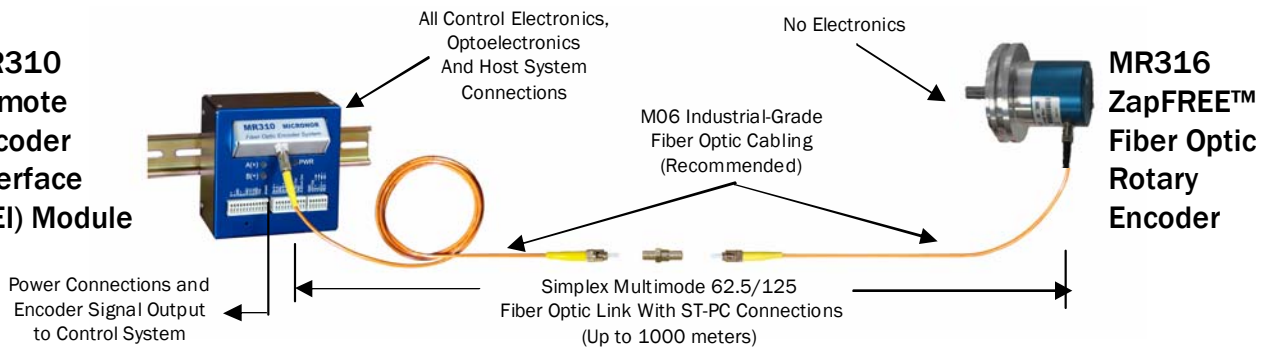 All Control Electronics,
Optoelectronics
And Host System
Connections
No Electronics
R310
mote
coder
erface
EI) Module
MR310 MICRONOR
Fiber Optic Encoder System
A(+)
PWR
B(+)
M06 Industrial-Grade
Fiber Optic Cabling
(Recommended)
MR316
ZapFREE™
Fiber Optic
Rotary
Encoder
Power Connections and
Encoder Signal Output
to Control System
Simplex Multimode 62.5/125
Fiber Optic Link With ST-PC Connections
(Up to 1000 meters)